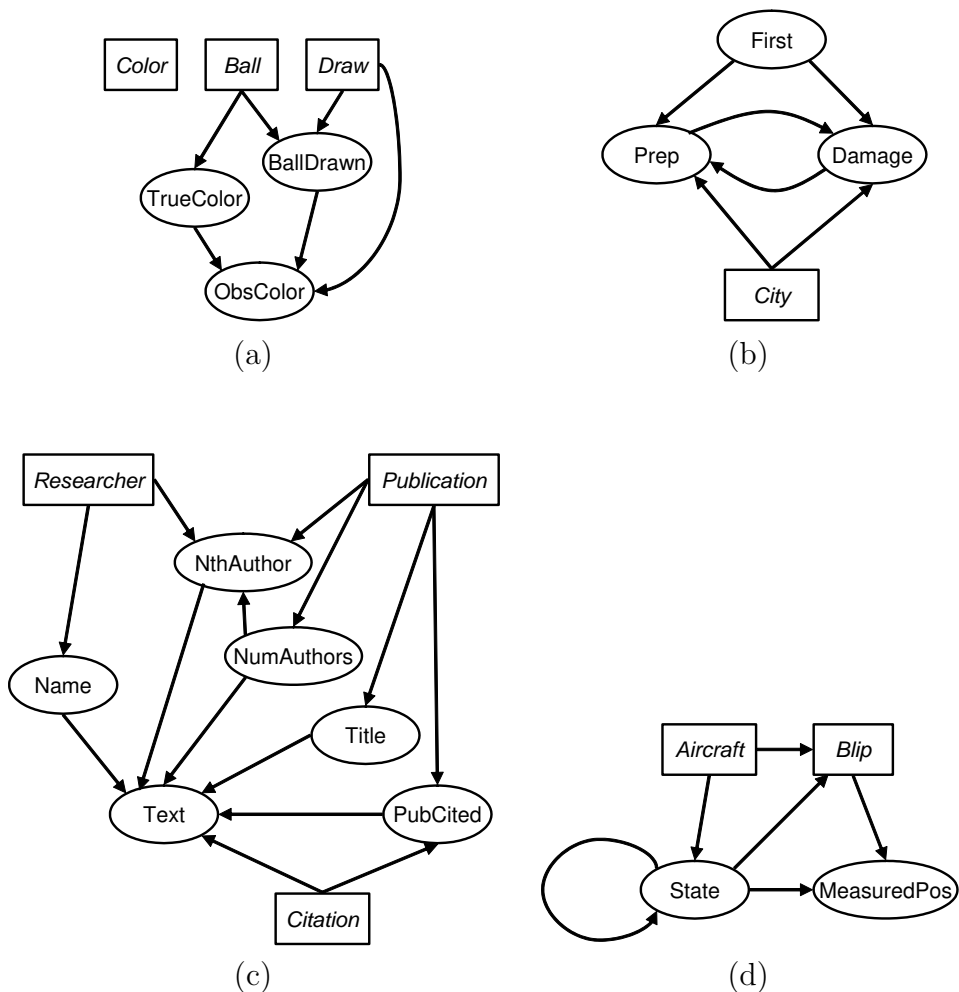 Color
Ball
Draw
BallDrawn
TrueColor
ObsColor
(a)
First
Prep
Damage
City
(b)
Researcher
Publication
NthAuthor
NumAuthors
Name
Title
Text
PubCited
Citation
(c)
Aircraft
Blip
State
MeasuredPos
(d)